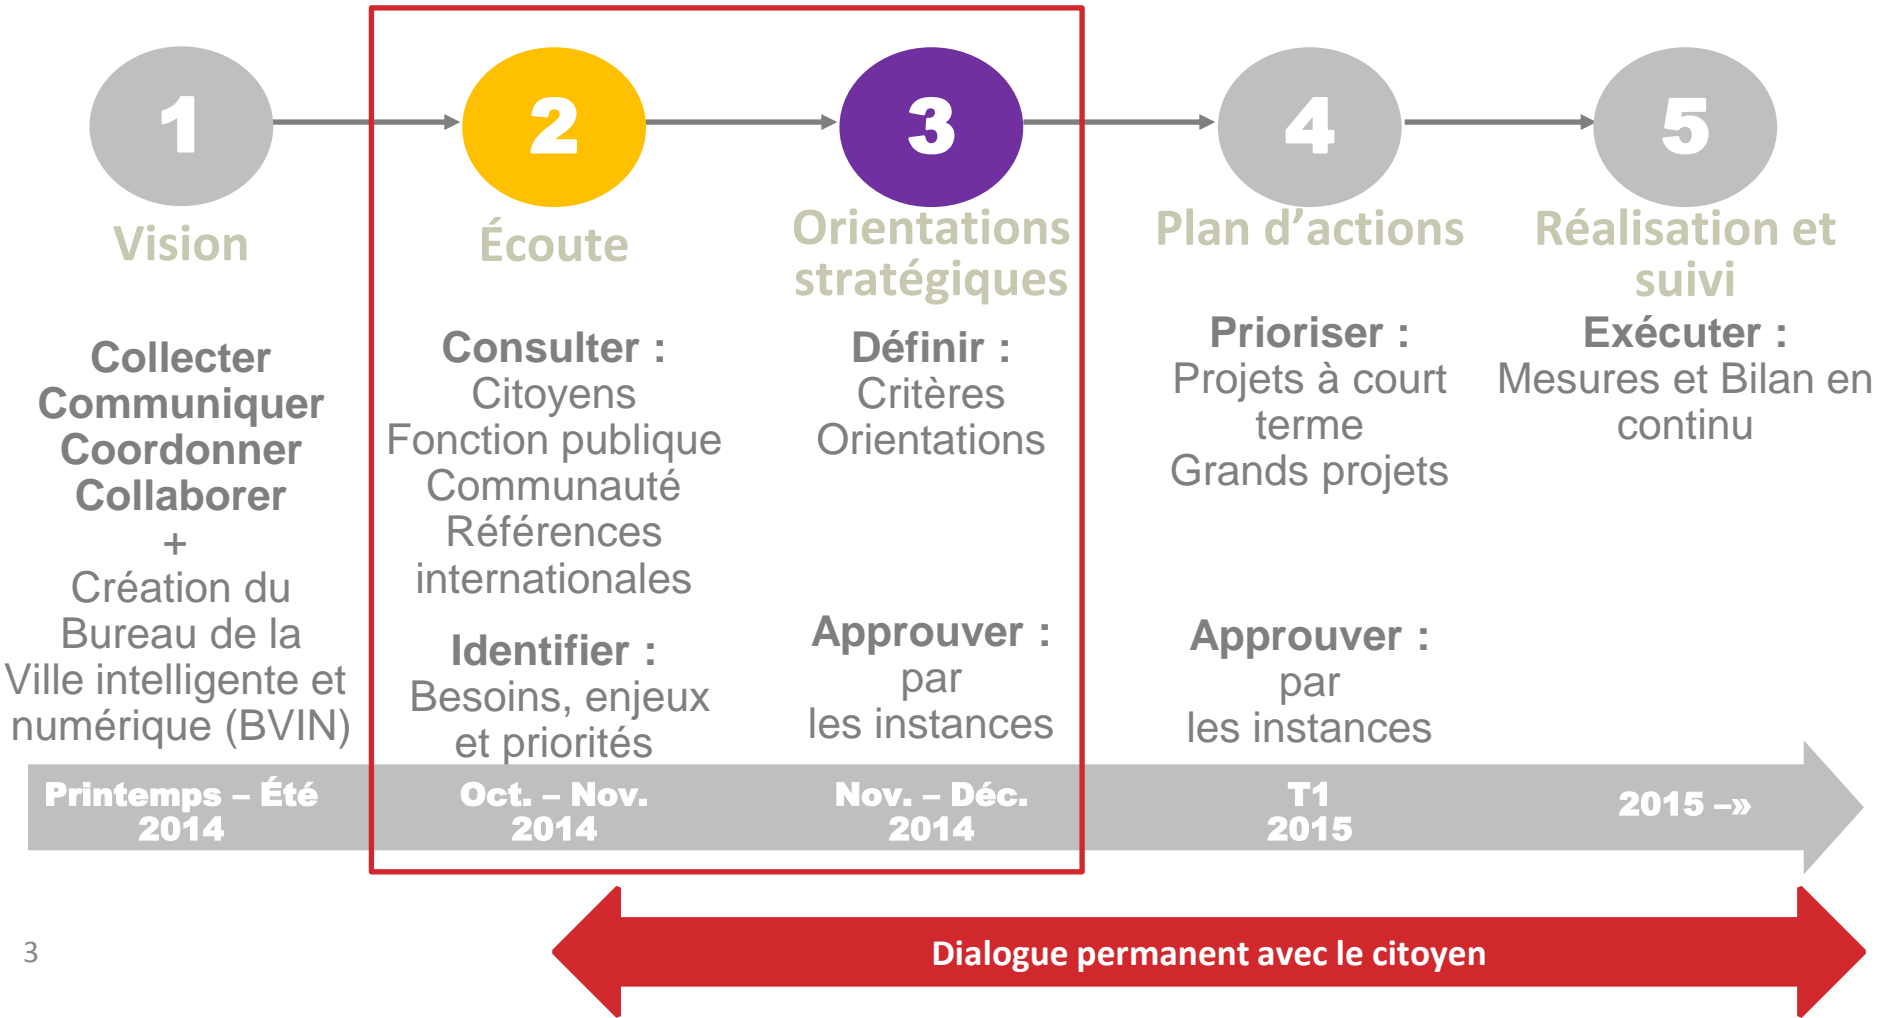 1
Vision
Collecter
Communiquer
Coordonner
Collaborer
+
Création du
Bureau de la
Ville intelligente et
numérique (BVIN)
Printemps – Été
2014
2
Écoute
Consulter :
Citoyens
Fonction publique
Communauté
Références
internationales
Identifier :
Besoins, enjeux
et priorités
Oct. – Nov.
2014
3
Orientations
stratégiques
Définir :
Critères
Orientations
Approuver :
par
les instances
Nov. – Déc.
2014
4
Plan d’actions
Prioriser :
Projets à court
terme
Grands projets
Approuver :
par
les instances
T1
2015
5
Réalisation et
suivi
Exécuter :
Mesures et Bilan en
continu
2015 –»
Dialogue permanent avec le citoyen
3